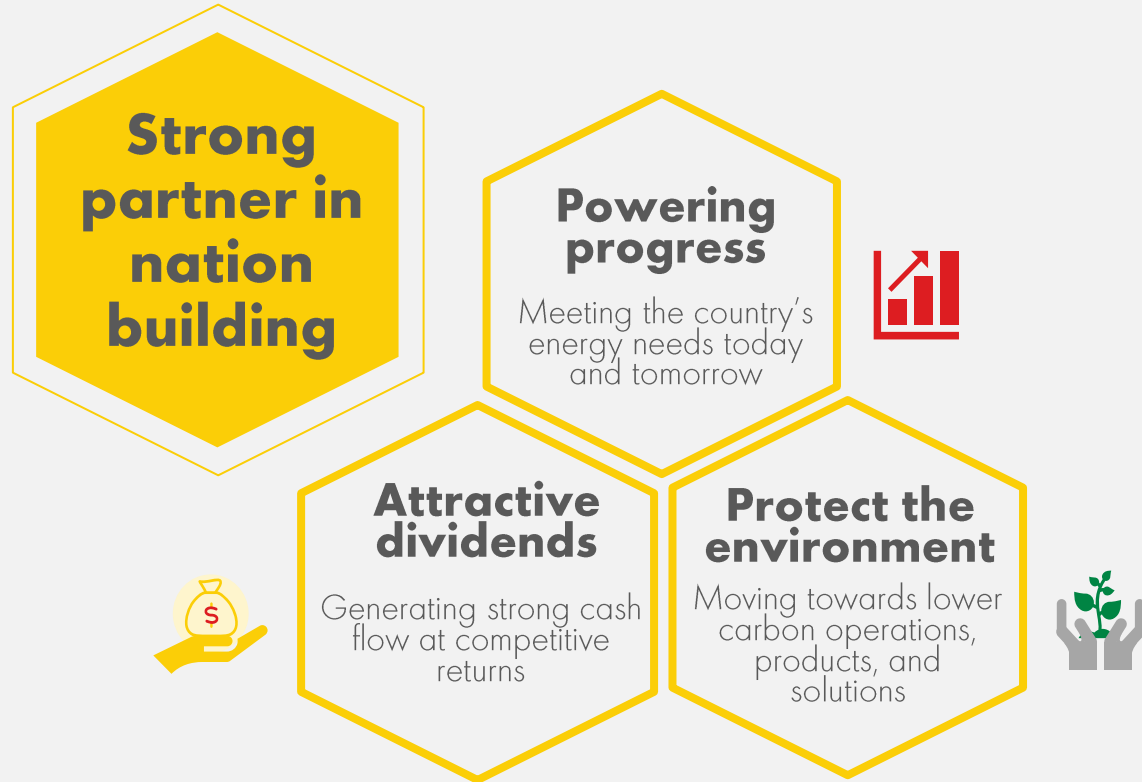 Strong
partner in
nation
building
Powering
progress
Meeting the country's
energy needs today
and tomorrow
Attractive
dividends
Generating strong cash
flow at competitive
returns
$
Protect the
environment
Moving towards lower
carbon operations,
products, and
solutions